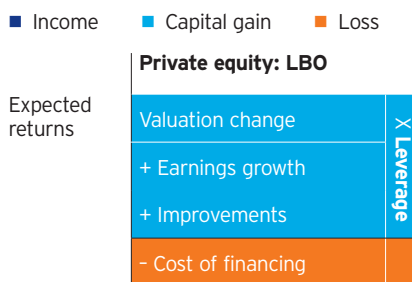 Income Capital gain Loss
Private equity: LBO
Expected
returns
Valuation change
+ Earnings growth
+ Improvements
– Cost of financing
X Leverage